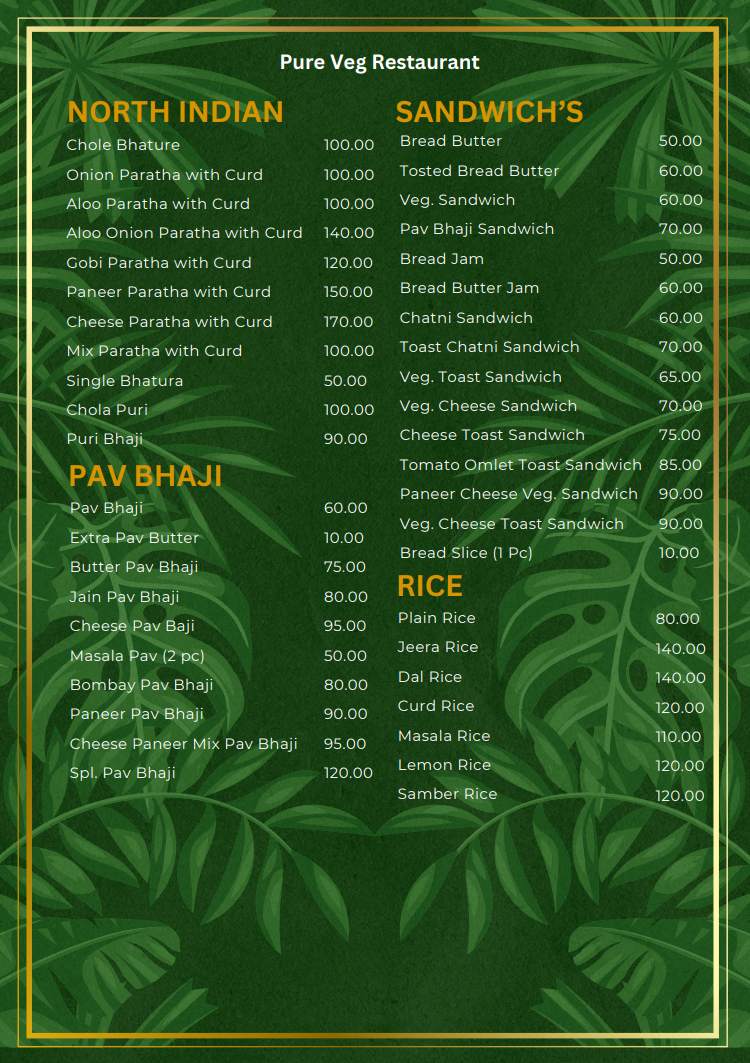 Pure Veg Restaurant
NORTH INDIAN
Chole Bhature 100.00
Onion Paratha with Curd 100.00
Aloo Paratha with Curd 100.00
Aloo Onion Paratha with Curd 140.00
Gobi Paratha with Curd 120.00
Paneer Paratha with Curd 150.00
Cheese Paratha with Curd 170.00
Mix Paratha with Curd 100.00
Single Bhatura 50.00
Chola Puri 100.00
Puri Bhaji 90.00
PAV BHAJI
Pav Bhaji 60.00
Extra Pav Butter 10.00
Butter Pav Bhaji 75.00
Jain Pav Bhaji 80.00
Cheese Pav Baji 95.00
Masala Pav (2 pc) 50.00
Bombay Pav Bhaji 80.00
Paneer Pav Bhaji 90.00
Cheese Paneer Mix Pav Bhaji 95.00
Spl. Pav Bhaji 120.00
SANDWICH'S
Bread Butter 50.00
Tosted Bread Butter 60.00
Veg. Sandwich 60.00
Pav Bhaji Sandwich 70.00
Bread Jam 50.00
Bread Butter Jam 60.00
Chatni Sandwich 60.00
Toast Chatni Sandwich 70.00
Veg. Toast Sandwich 65.00
Veg. Cheese Sandwich 70.00
Cheese Toast Sandwich 75.00
Tomato Omlet Toast Sandwich 85.00
Paneer Cheese Veg. Sandwich 90.00
Veg. Cheese Toast Sandwich 90.00
Bread Slice (1 Pc) 10.00
RICE
Plain Rice 80.00
Jeera Rice 140.00
Dal Rice 140.00
Curd Rice 120.00
Masala Rice 110.00
Lemon Rice 120.00
Samber Rice 120.00